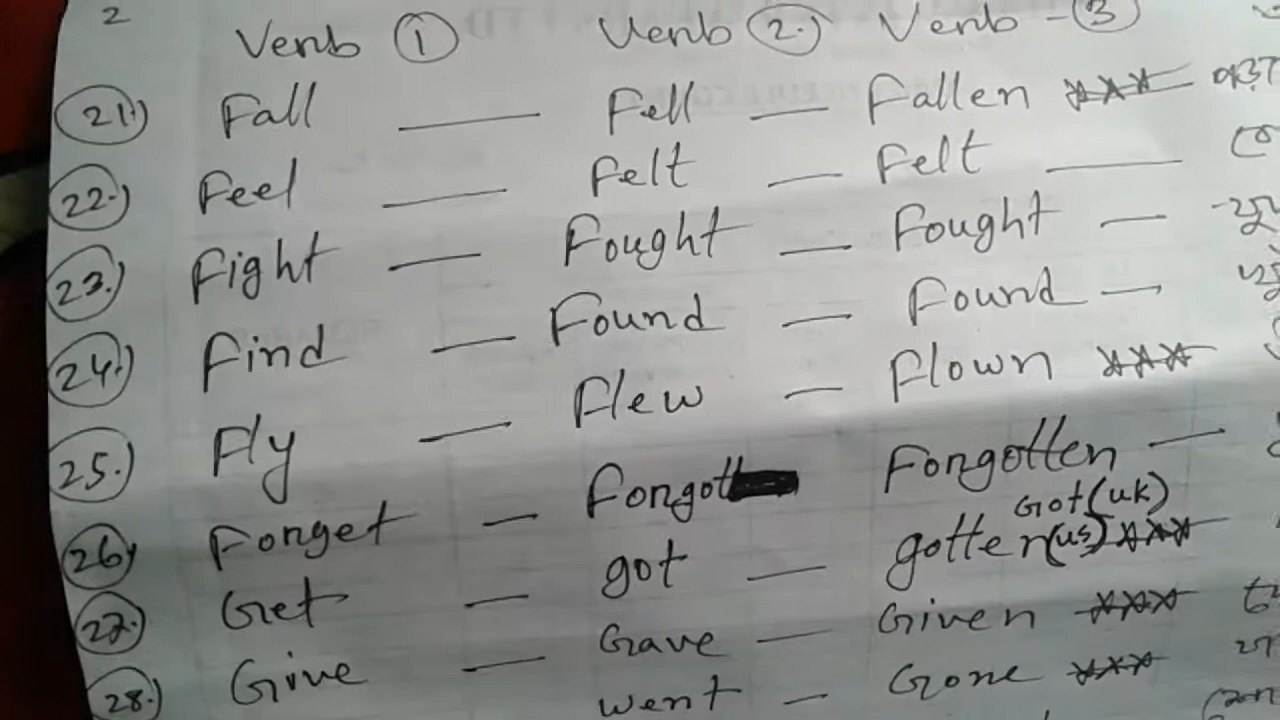 2
Verb ① Verb ②. Verb - ③
21.) Fall — Fell — Fallen ***
22.) Feel — Felt — Felt —
23.) Fight — Fought — Fought —
24.) Find — Found — Found —
25.) Fly — Flew — Flown ***
26.) Forget — Forgot Forgotten —
Got(uk)
27.) Get — got — gotten(us) ***
28.) Give — Gave — Given ***
went — Gone ***